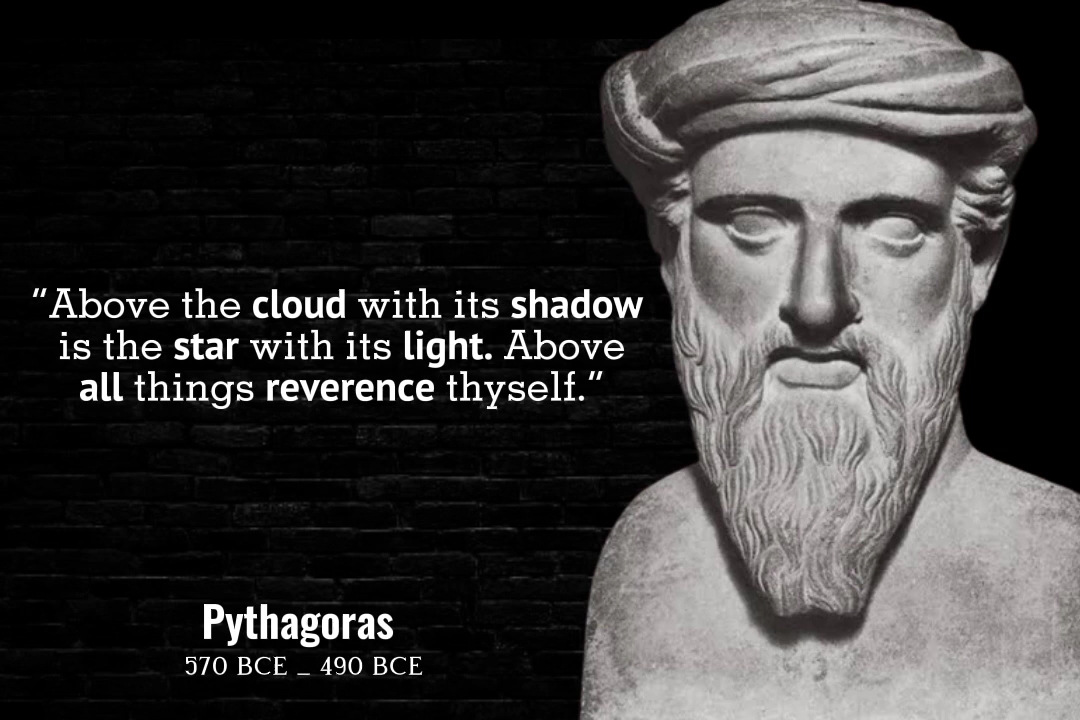 “Above the cloud with its shadow
is the star with its light. Above
all things reverence thyself.”
Pythagoras
570 BCE _ 490 BCE